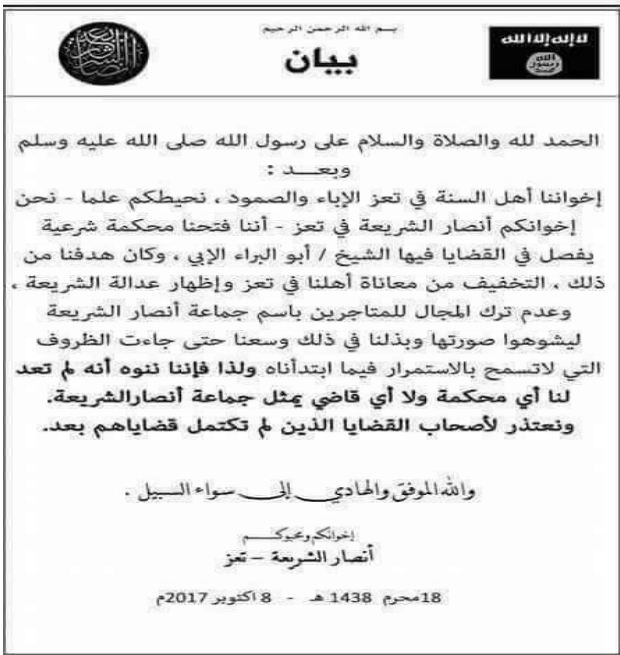 بسم الله الرحمن الرحيم
بيان
لا إله إلا الله
الله
رسول
محمد
الحمد لله والصلاة والسلام على رسول الله صلى الله عليه وسلم
وبعـــد :
إخواننا أهل السنة في تعز الإباء والصمود ، نحيطكم علما - نحن
إخوانكم أنصار الشريعة في تعز - أننا فتحنا محكمة شرعية
يفصل في القضايا فيها الشيخ / أبو البراء الإبي ، وكان هدفنا من
ذلك ، التخفيف من معاناة أهلنا في تعز وإظهار عدالة الشريعة ،
وعدم ترك المجال للمتاجرين باسم جماعة أنصار الشريعة
ليشوهوا صورتها وبذلنا في ذلك وسعنا حتى جاءت الظروف
التي لاتسمح بالاستمرار فيما ابتدأناه ولذا فإننا ننوه أنه لم تعد
لنا أي محكمة ولا أي قاضي يمثل جماعة أنصارالشريعة.
ونعتذر لأصحاب القضايا الذين لم تكتمل قضاياهم بعد.
والله الموفق والهادي إلى سواء السبيل .
إخوانكم ومحبوكـــم
أنصار الشريعة – تعز
18محرم 1438 هـ - 8 اكتوبر 2017م